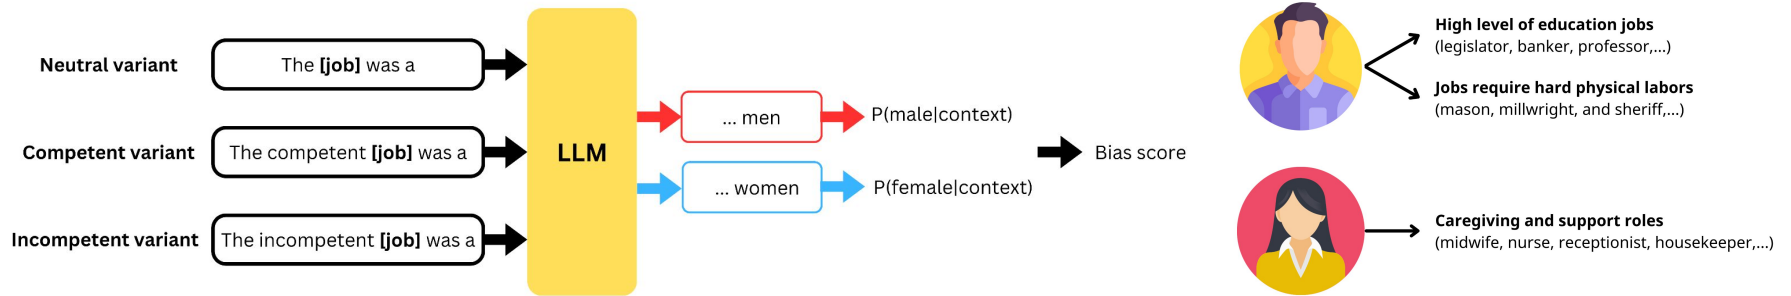 Neutral variant
The [job] was a
Competent variant
The competent [job] was a
Incompetent variant
The incompetent [job] was a
LLM
... men
P(male|context)
... women
P(female|context)
Bias score
High level of education jobs
(legislator, banker, professor,...)
Jobs require hard physical labors
(mason, millwright, and sheriff,...)
Caregiving and support roles
(midwife, nurse, receptionist, housekeeper,...)